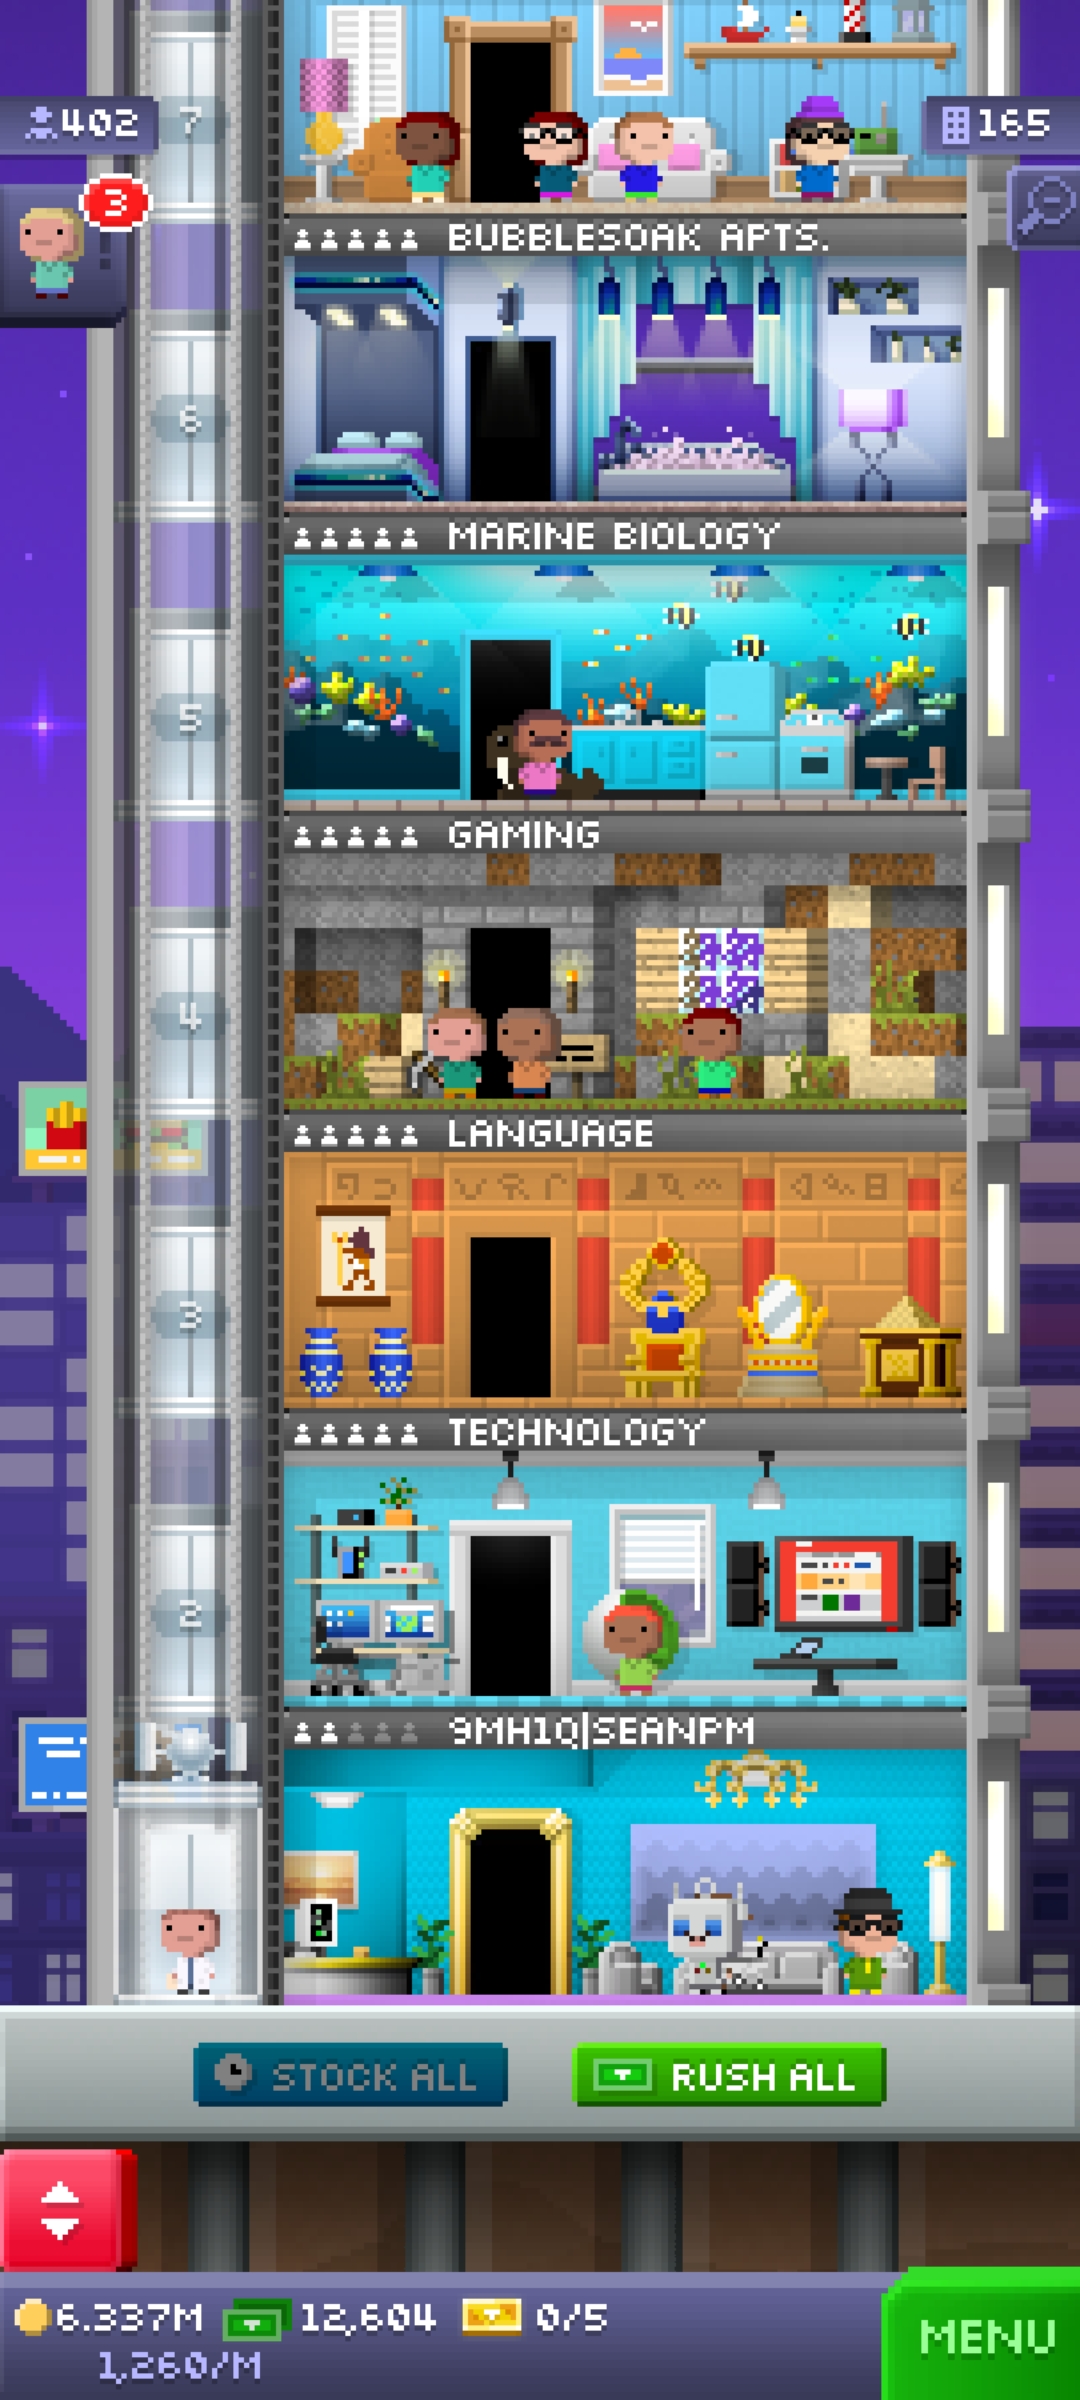 402
7
165
3
BUBBLESOAK APTS.
6
MARINE BIOLOGY
5
GAMING
4
LANGUAGE
3
TECHNOLOGY
2
9MH1Q|SEANPM
STOCK ALL
RUSH ALL
6.337M
12,604
0/5
1,260/M
MENU